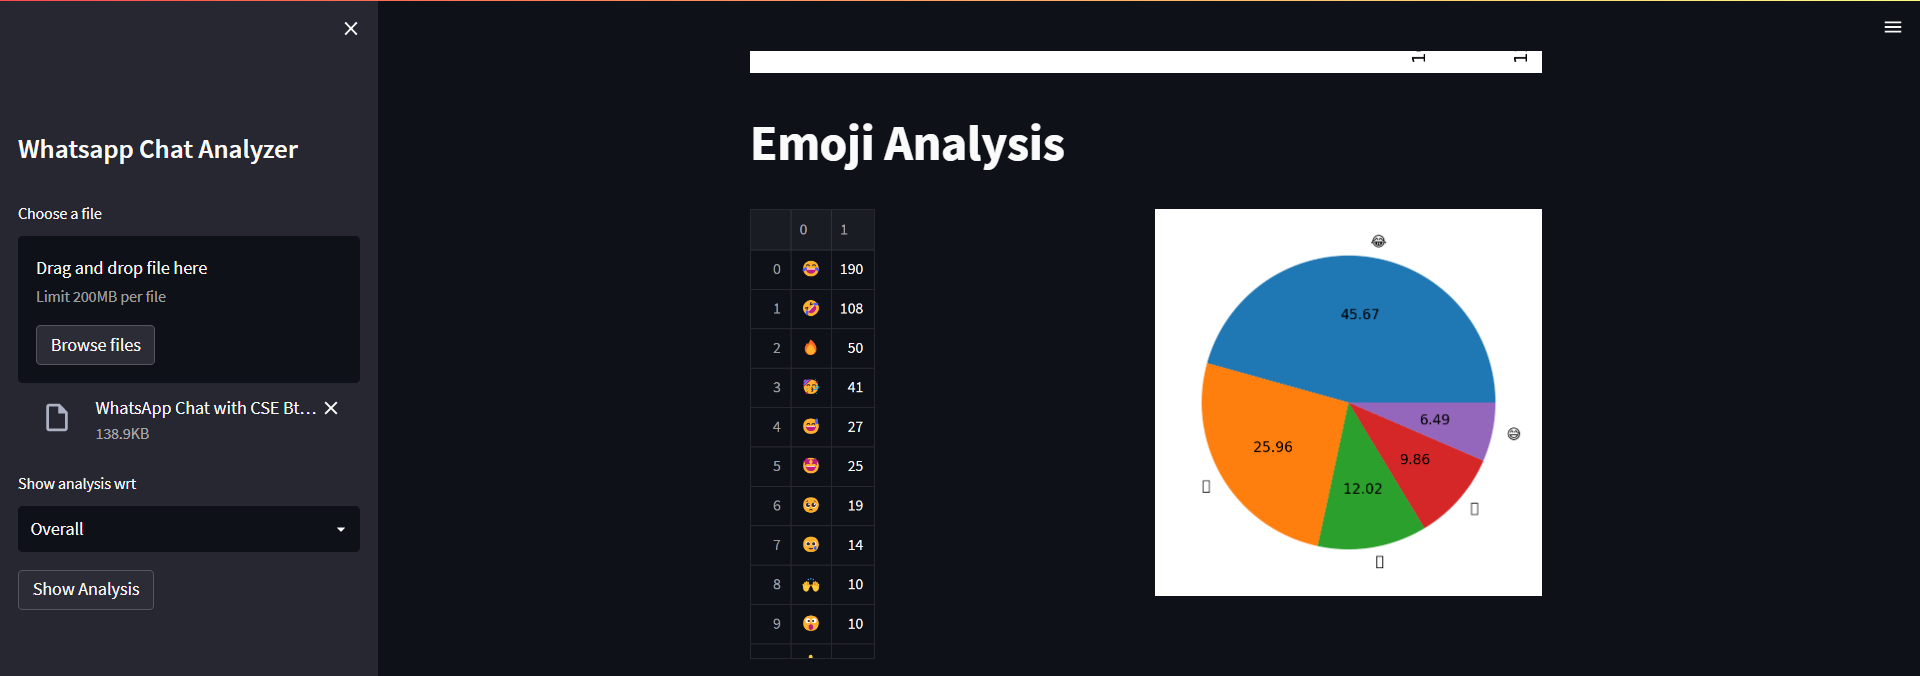 Whatsapp Chat Analyzer
Choose a file
Drag and drop file here
Limit 200MB per file
Browse files
WhatsApp Chat with CSE Bt...
138.9KB
Show analysis wrt
Overall
Show Analysis
Emoji Analysis
0 1
0 😂 190
1 🤣 108
2 🔥 50
3 🥳 41
4 😅 27
5 🤩 25
6 🥺 19
7 😢 14
8 🙌 10
9 😲 10
😂
45.67
25.96
12.02
9.86
6.49
😅